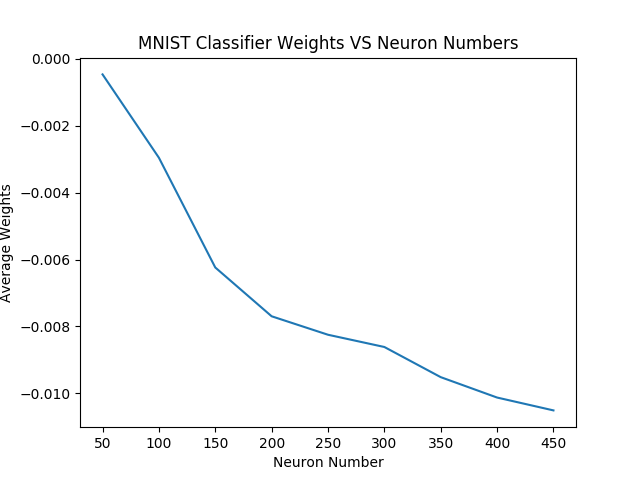 MNIST Classifier Weights VS Neuron Numbers
0.000
−0.002
−0.004
−0.006
−0.008
−0.010
Average Weights
50 100 150 200 250 300 350 400 450
Neuron Number